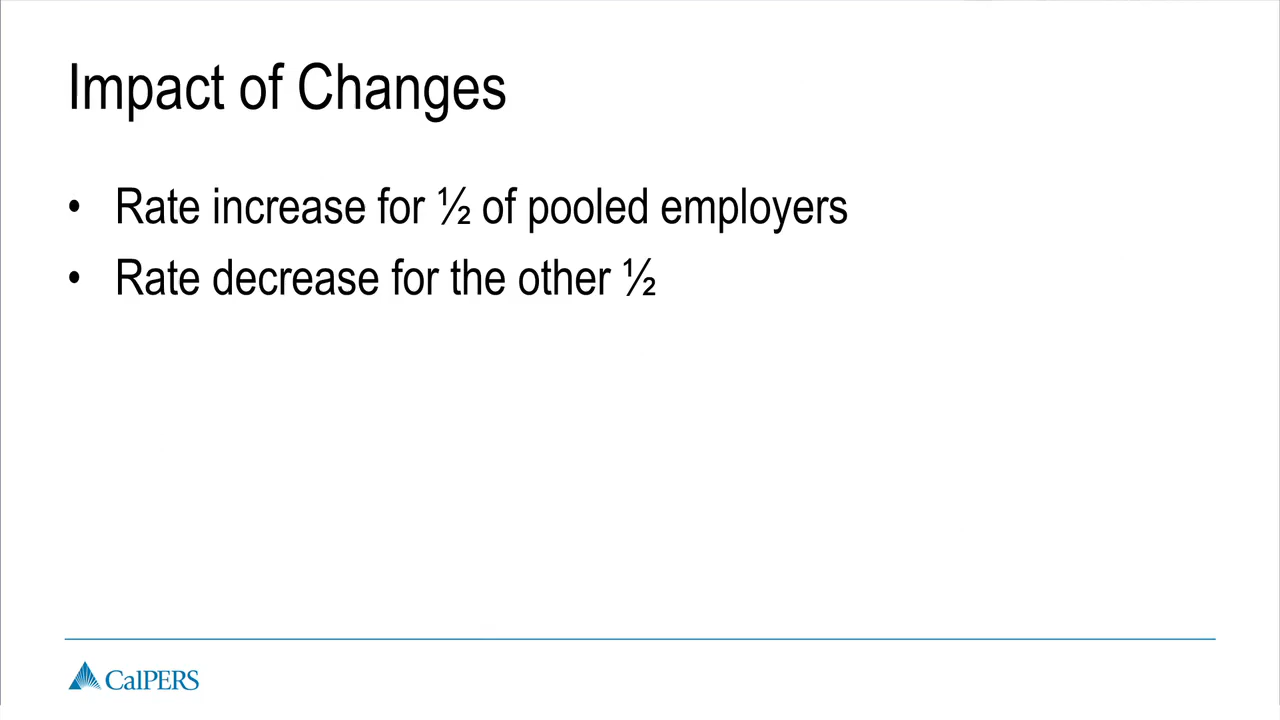 Impact of Changes
• Rate increase for ½ of pooled employers
• Rate decrease for the other ½
CalPERS